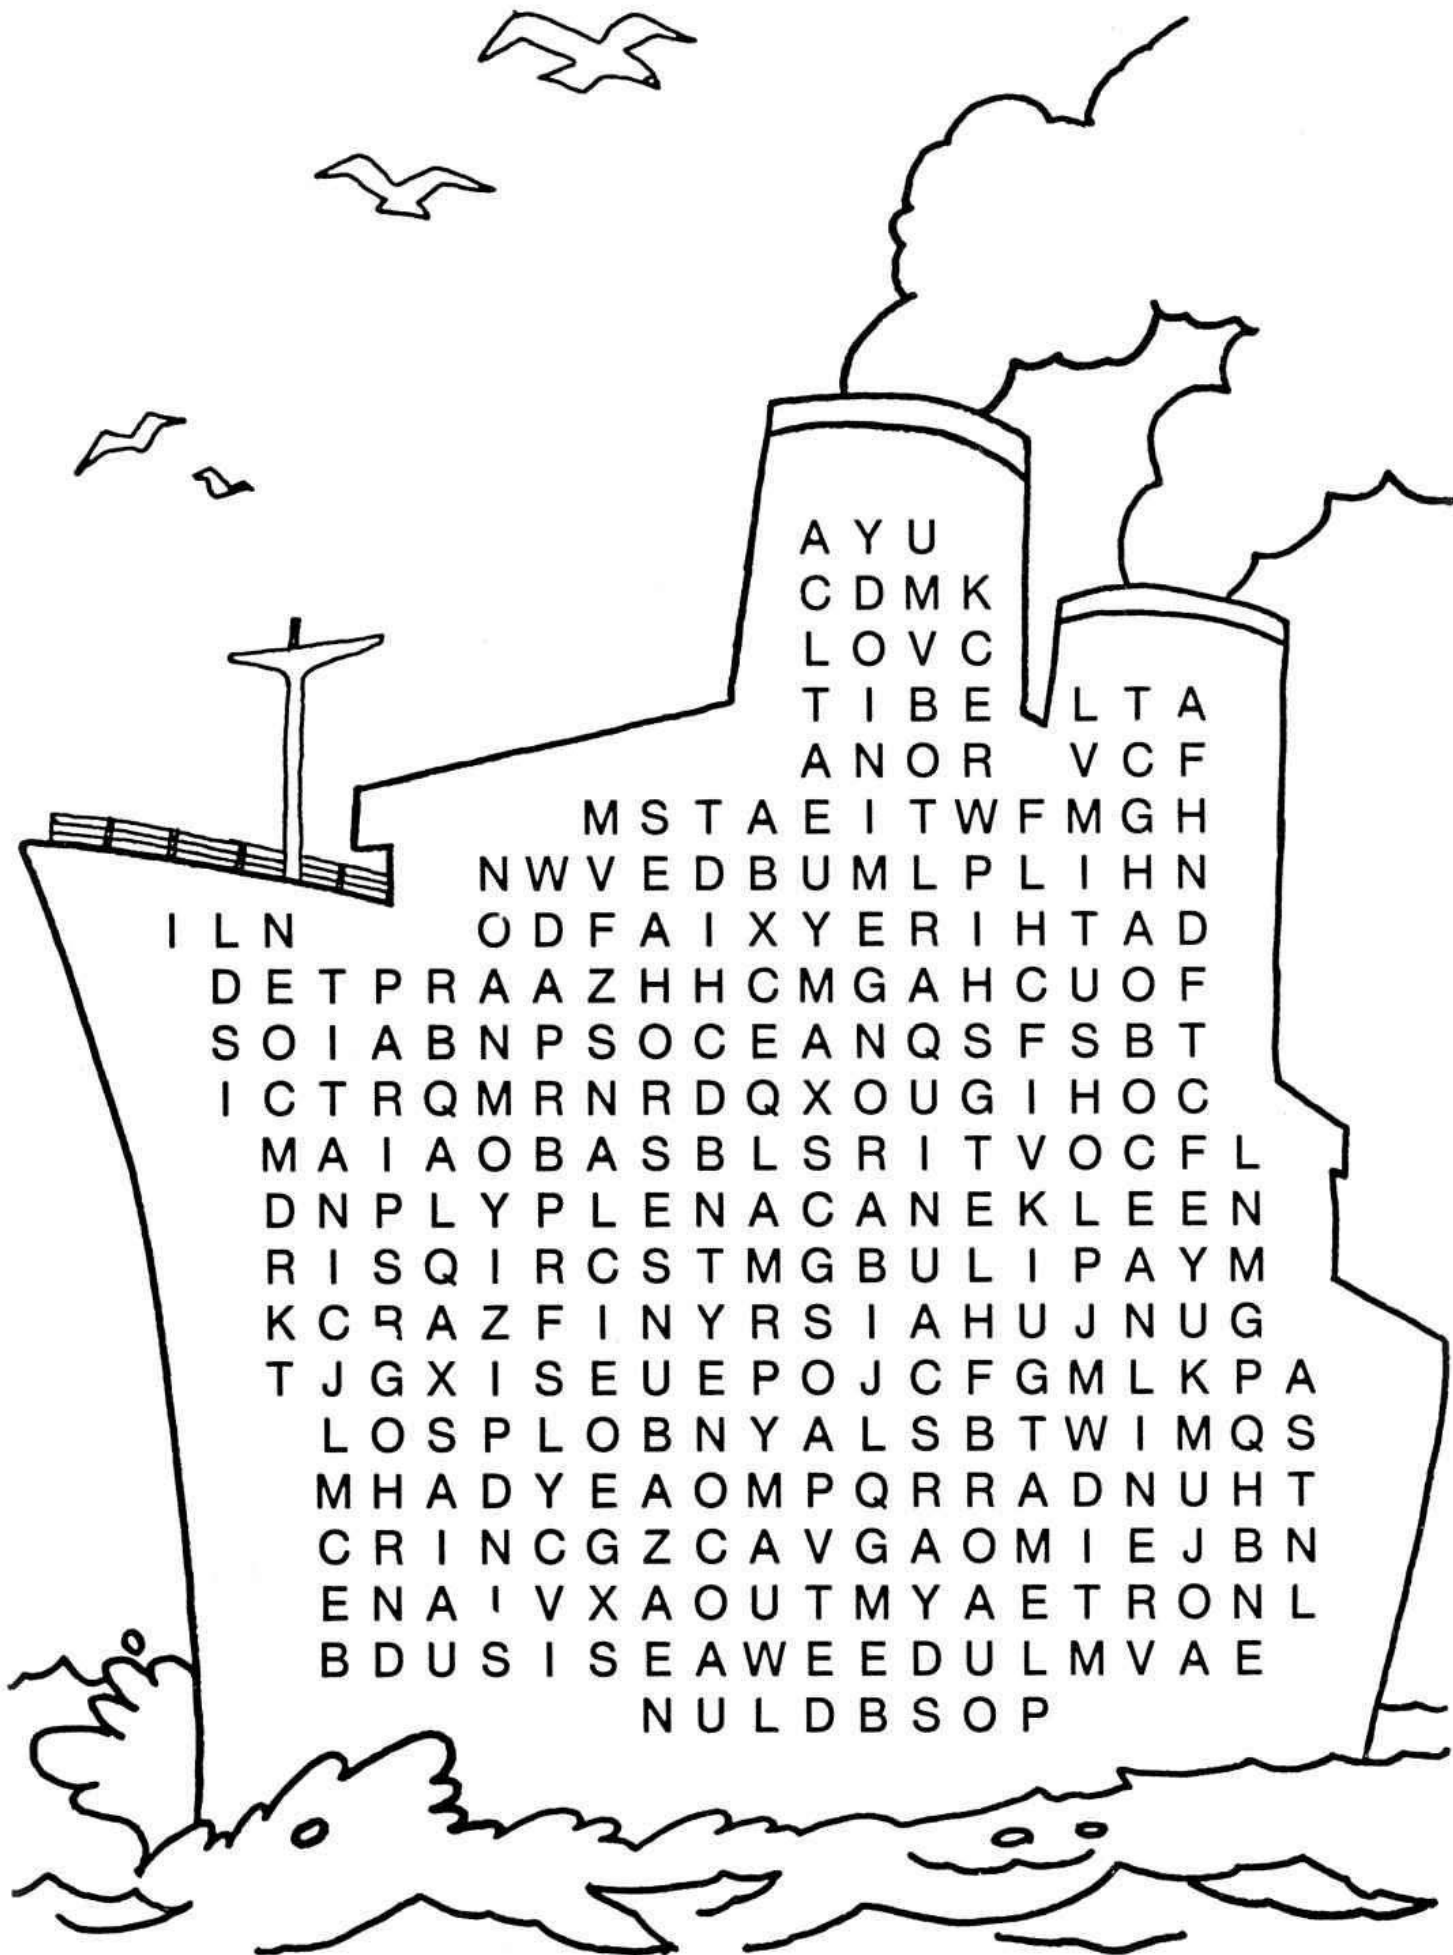 A Y U
C D M K
L O V C
T I B E L T A
A N O R V C F
M S T A E I T W F M G H
N W V E D B U M L P L I H N
I L N O D F A I X Y E R I H T A D
D E T P R A A Z H H C M G A H C U O F
S O I A B N P S O C E A N Q S F S B T
I C T R Q M R N R D Q X O U G I H O C
M A I A O B A S B L S R I T V O C F L
D N P L Y P L E N A C A N E K L E E N
R I S Q I R C S T M G B U L I P A Y M
K C R A Z F I N Y R S I A H U J N U G
T J G X I S E U E P O J C F G M L K P A
L O S P L O B N Y A L S B T W I M Q S
M H A D Y E A O M P Q R R A D N U H T
C R I N C G Z C A V G A O M I E J B N
E N A I V X A O U T M Y A E T R O N L
B D U S I S E A W E E D U L M V A E
N U L D B S O P